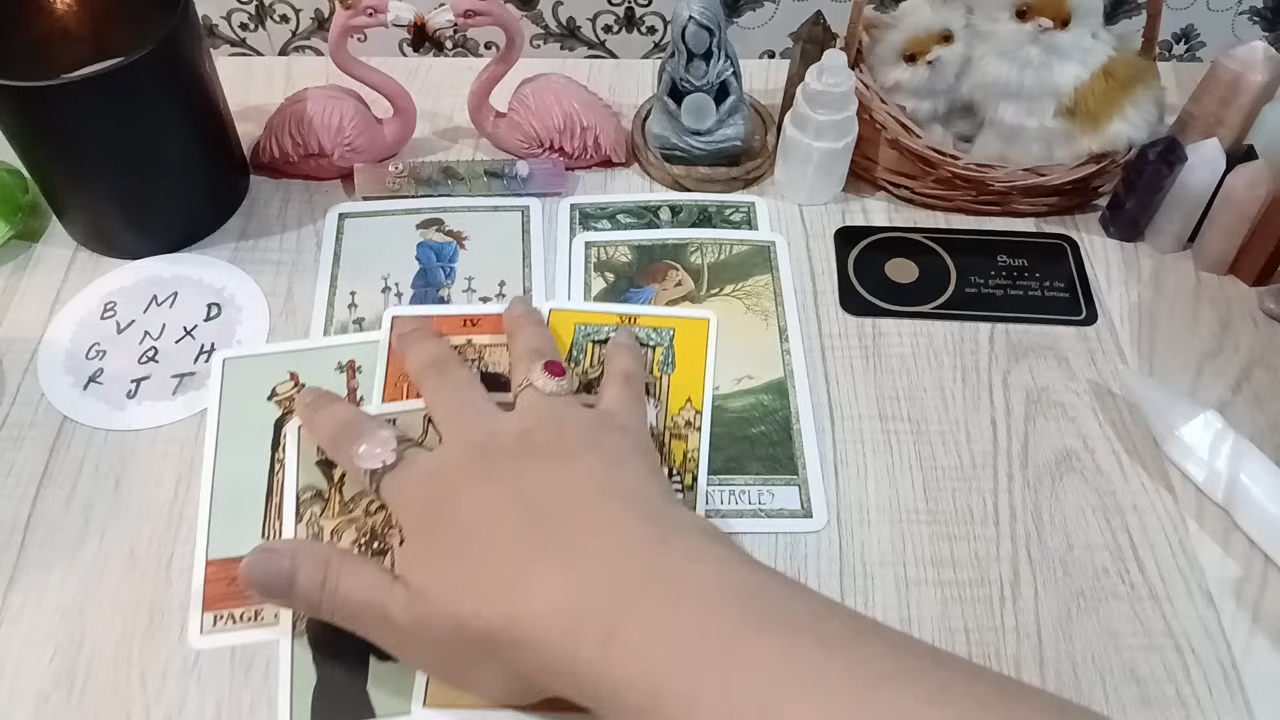 B M D
V N X
G Q H
R J T
Sun
The golden energy of the
sun brings fame and fortune
IV
VII
NTACLES
PAGE